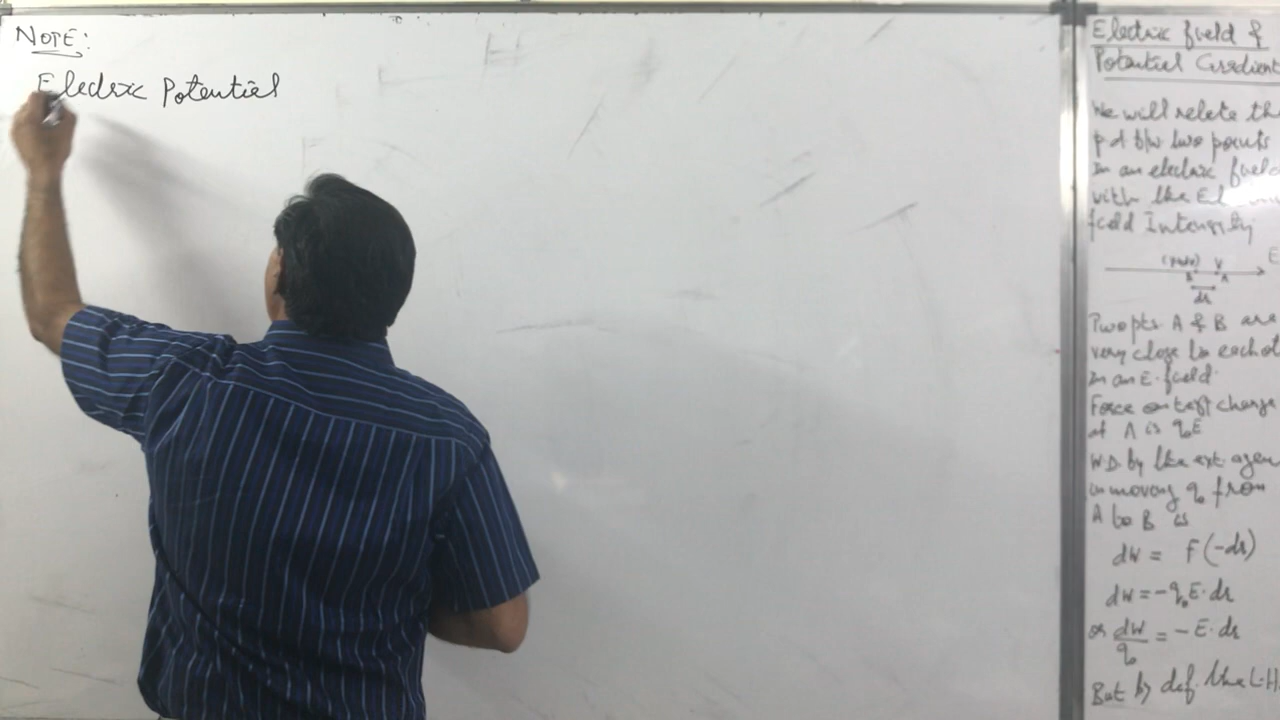 NOTE:
Electric Potential
Electric field &
Potential Gradient
We will relate the
p d b/w two points
In an electric field
with the El
field Intensity
V
B A
dr
E
Two pts A & B are
very close to each ot
In an E. field
Force on test charge
at A is q₀E
W.D. by the ext. agen
in moving q₀ from
A to B is
dW = F(-dr)
dW = -q₀E·dr
or dW/q₀ = -E·dr
But by def. the L.H.